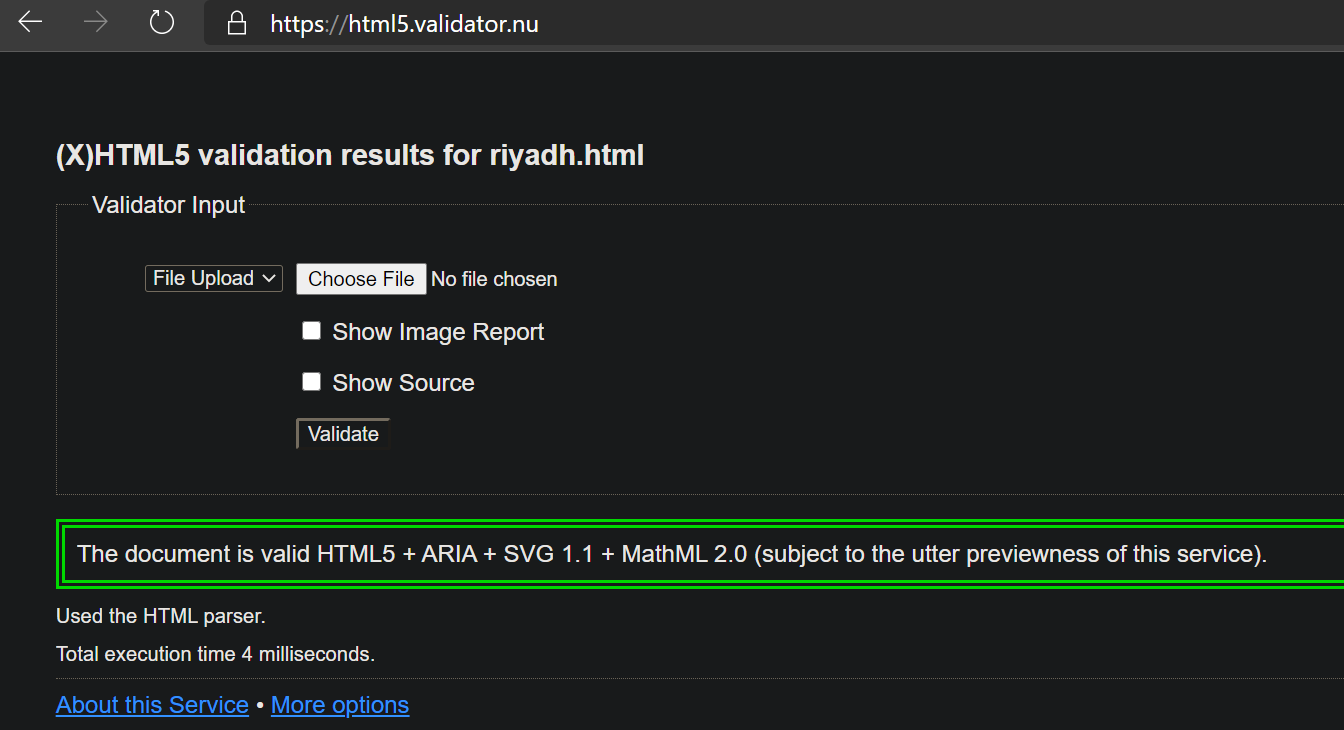 https://html5.validator.nu
(X)HTML5 validation results for riyadh.html
Validator Input
File Upload Choose File No file chosen
Show Image Report
Show Source
Validate
The document is valid HTML5 + ARIA + SVG 1.1 + MathML 2.0 (subject to the utter previewness of this service).
Used the HTML parser.
Total execution time 4 milliseconds.
About this Service • More options